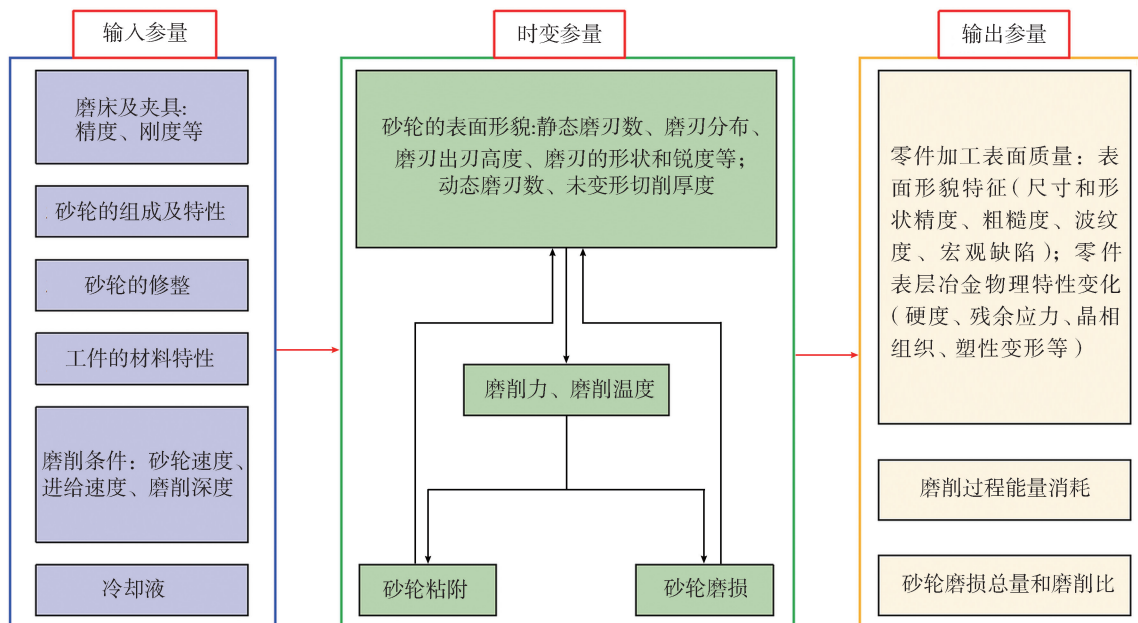 输入参量
磨床及夹具:
精度、刚度等
砂轮的组成及特性
砂轮的修整
工件的材料特性
磨削条件：砂轮速度、
进给速度、磨削深度
冷却液
时变参量
砂轮的表面形貌:静态磨刃数、磨刃分布、
磨刃出刃高度、磨刃的形状和锐度等；
动态磨刃数、未变形切削厚度
磨削力、磨削温度
砂轮粘附
砂轮磨损
输出参量
零件加工表面质量：表
面形貌特征(尺寸和形
状精度、粗糙度、波纹
度、宏观缺陷)；零件
表层冶金物理特性变化
(硬度、残余应力、晶相
组织、塑性变形等)
磨削过程能量消耗
砂轮磨损总量和磨削比